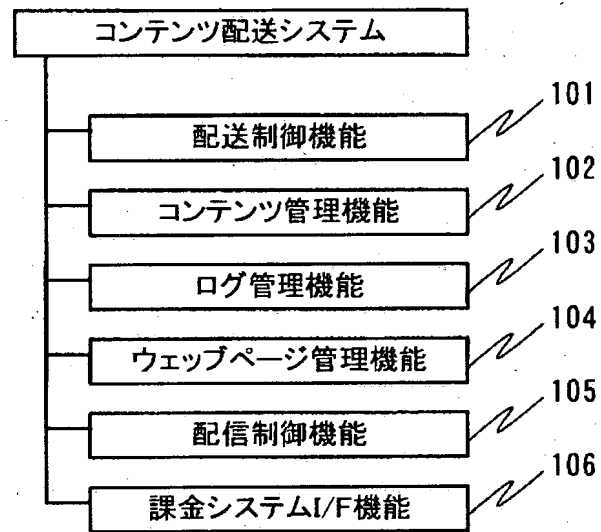 コンテンツ配送システム
配送制御機能 101
コンテンツ管理機能 102
ログ管理機能 103
ウェッブページ管理機能 104
配信制御機能 105
課金システムI/F機能 106